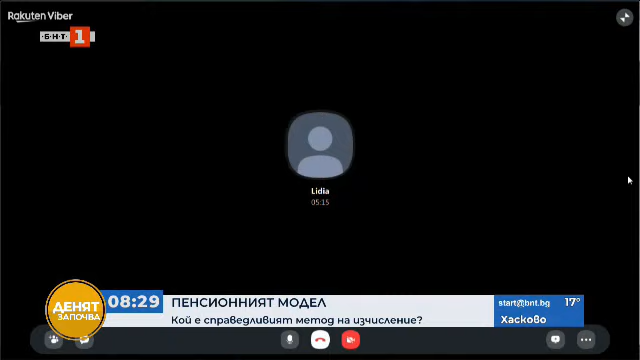 Rakuten Viber
БНТ 1
Lidia
05:15
ДЕНЯТ
ЗАПОЧВА
08:29
ПЕНСИОННИЯТ МОДЕЛ
Кой е справедливият метод на изчисление?
start@bnt.bg 17°
Хасково